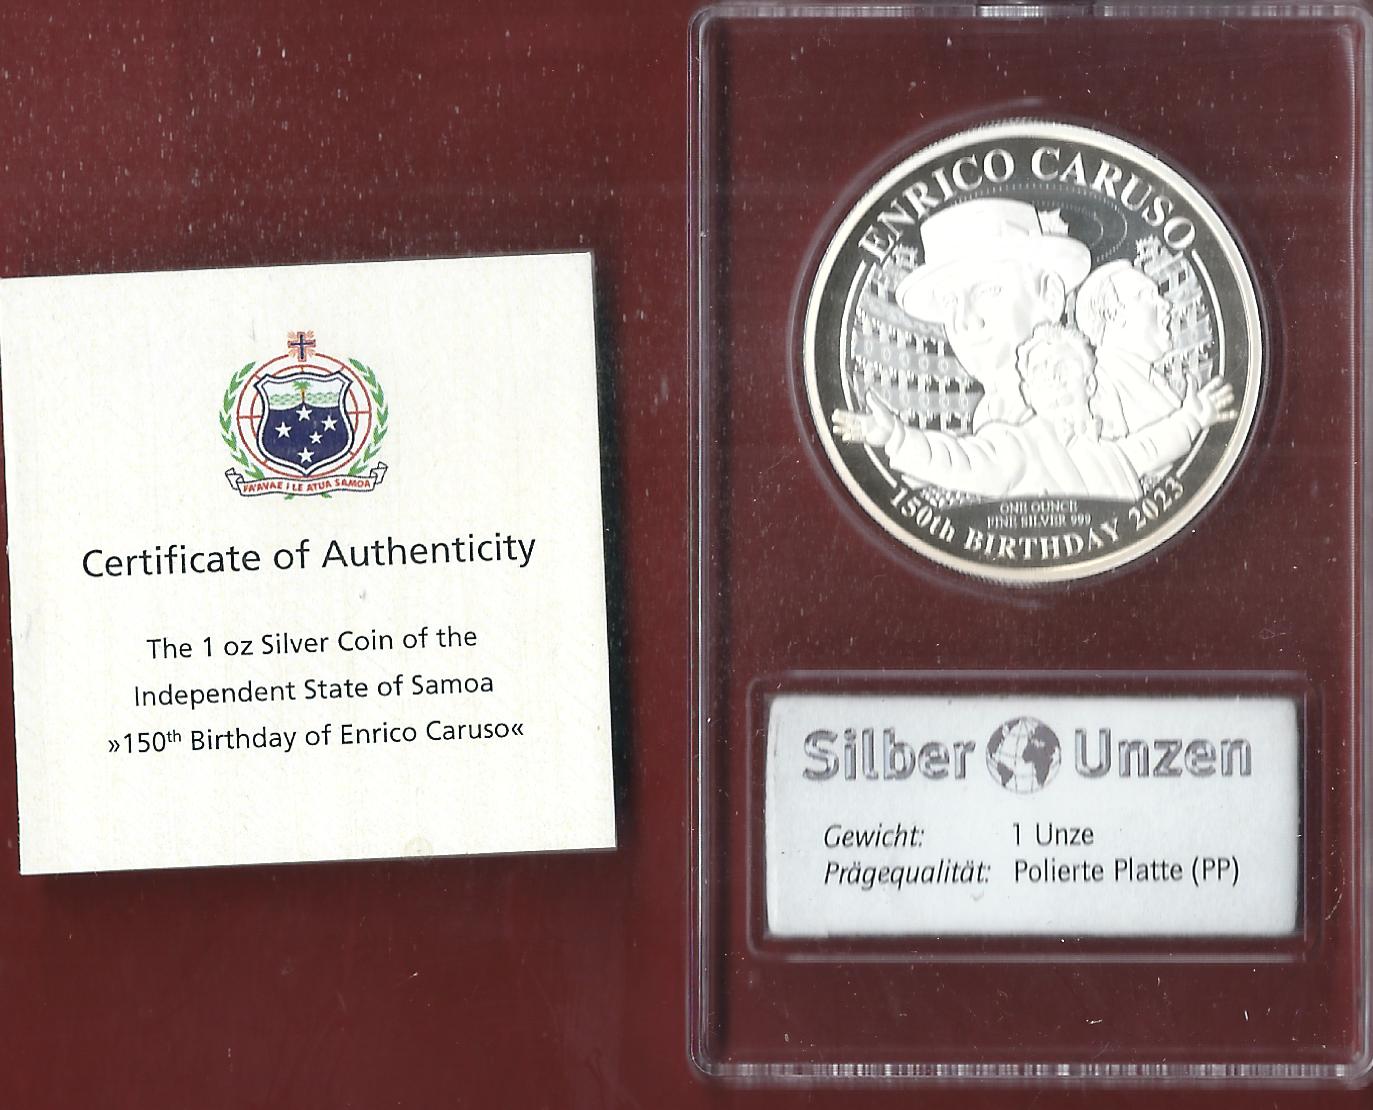 FA'AVAE I LE ATUA SAMOA
Certificate of Authenticity
The 1 oz Silver Coin of the
Independent State of Samoa
»150th Birthday of Enrico Caruso«
ENRICO CARUSO
ONE OUNCE
FINE SILVER 999
150th BIRTHDAY 2023
Silber Unzen
Gewicht: 1 Unze
Prägequalität: Polierte Platte (PP)